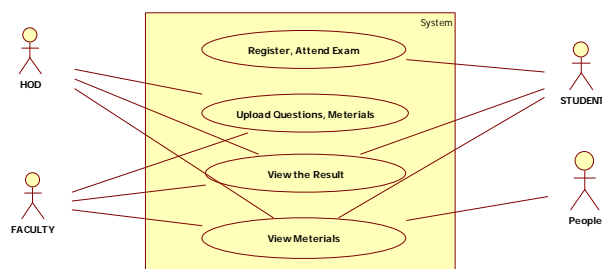 System
Register, Attend Exam
HOD
STUDENT
Upload Questions, Meterials
View the Result
FACULTY
People
View Meterials